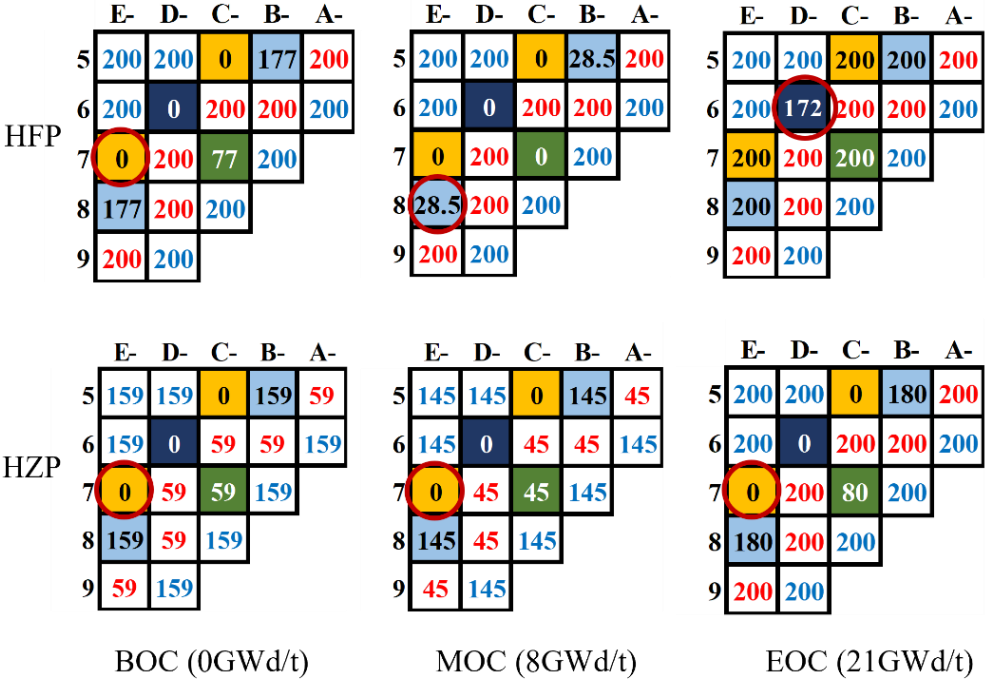 E- D- C- B- A- E- D- C- B- A- E- D- C- B- A-
5 200 200 0 177 200 5 200 200 0 28.5 200 5 200 200 200 200 200
6 200 0 200 200 200 6 200 0 200 200 200 6 200 172 200 200 200
HFP
7 0 200 77 200 7 0 200 0 200 7 200 200 200 200
8 177 200 200 8 28.5 200 200 8 200 200 200
9 200 200 9 200 200 9 200 200
E- D- C- B- A- E- D- C- B- A- E- D- C- B- A-
5 159 159 0 159 59 5 145 145 0 145 45 5 200 200 0 180 200
6 159 0 59 59 159 6 145 0 45 45 145 6 200 0 200 200 200
HZP
7 0 59 59 159 7 0 45 45 145 7 0 200 80 200
8 159 59 159 8 145 45 145 8 180 200 200
9 59 159 9 45 145 9 200 200
BOC (0GWd/t) MOC (8GWd/t) EOC (21GWd/t)